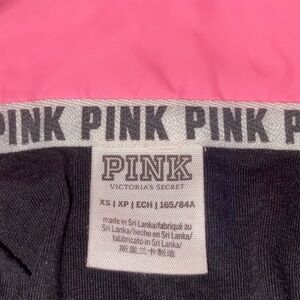 PINK PINK PINK P
PINK
VICTORIA'S SECRET
XS | XP | ECH | 165/84A
made in Sri Lanka/fabriqué au
Sri Lanka/hecho en Sri Lanka/
fabbricato in Sri Lanka/
斯里兰卡制造